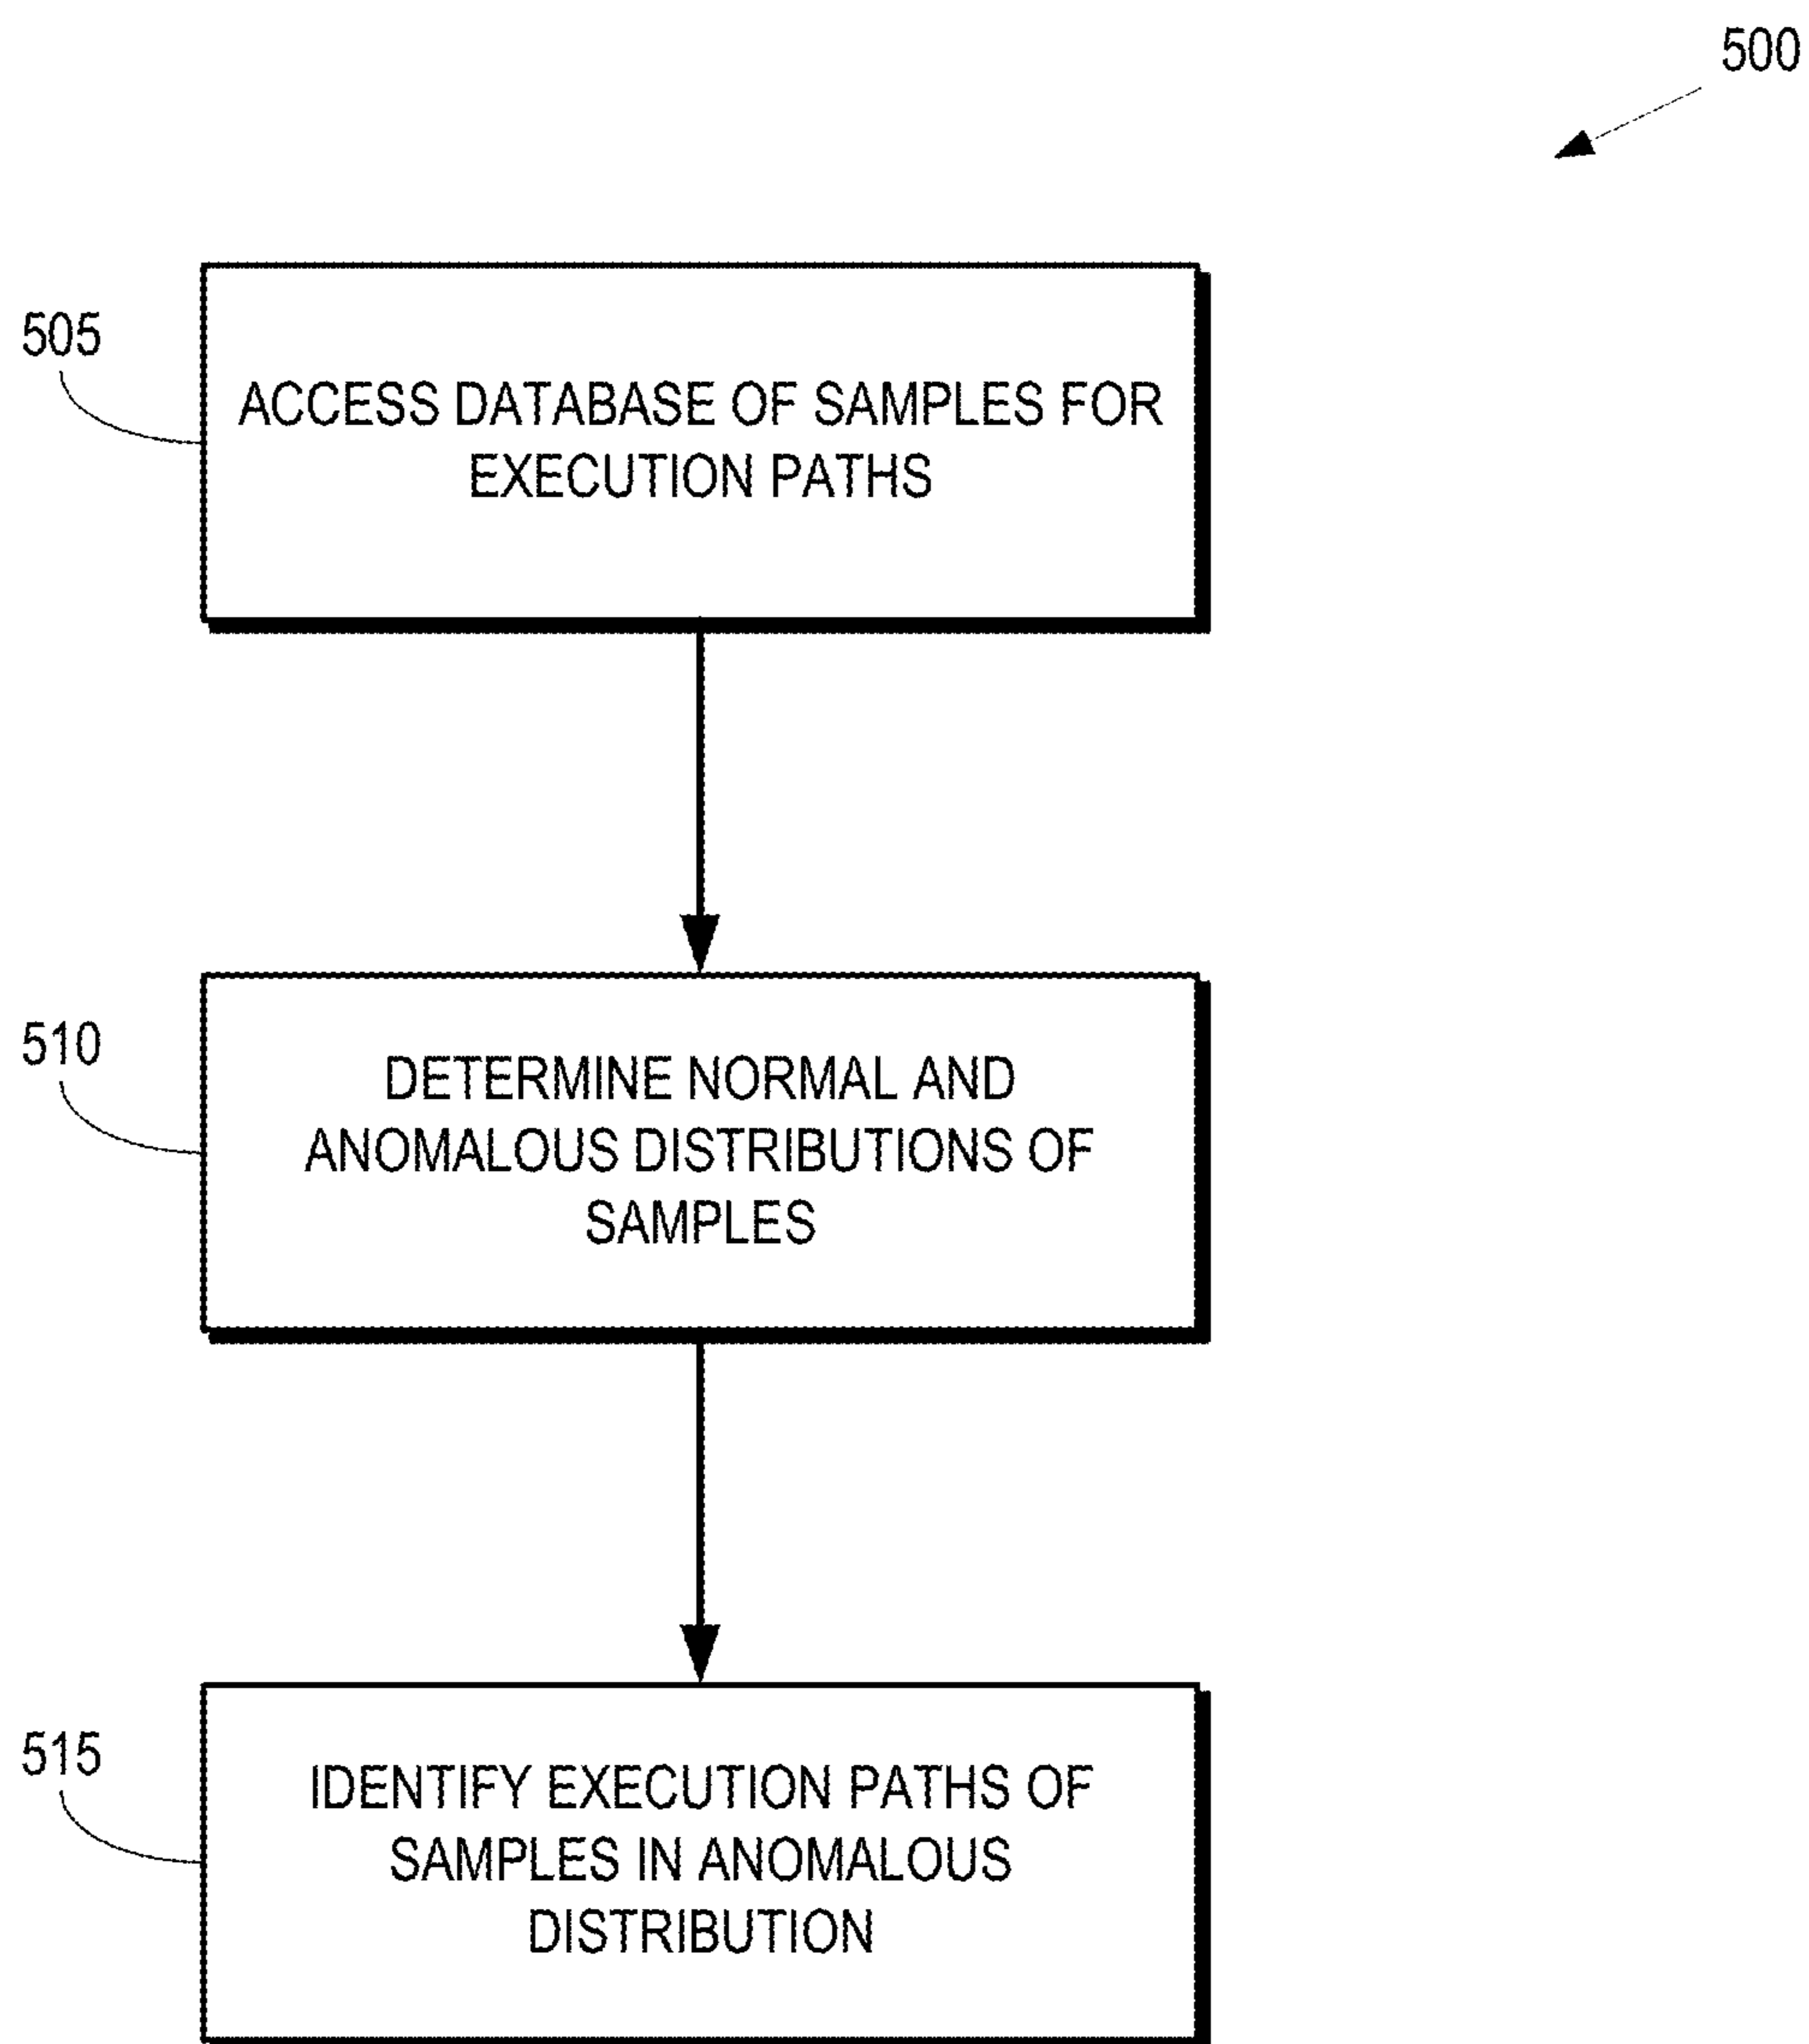 500
505
ACCESS DATABASE OF SAMPLES FOR
EXECUTION PATHS
510
DETERMINE NORMAL AND
ANOMALOUS DISTRIBUTIONS OF
SAMPLES
515
IDENTIFY EXECUTION PATHS OF
SAMPLES IN ANOMALOUS
DISTRIBUTION